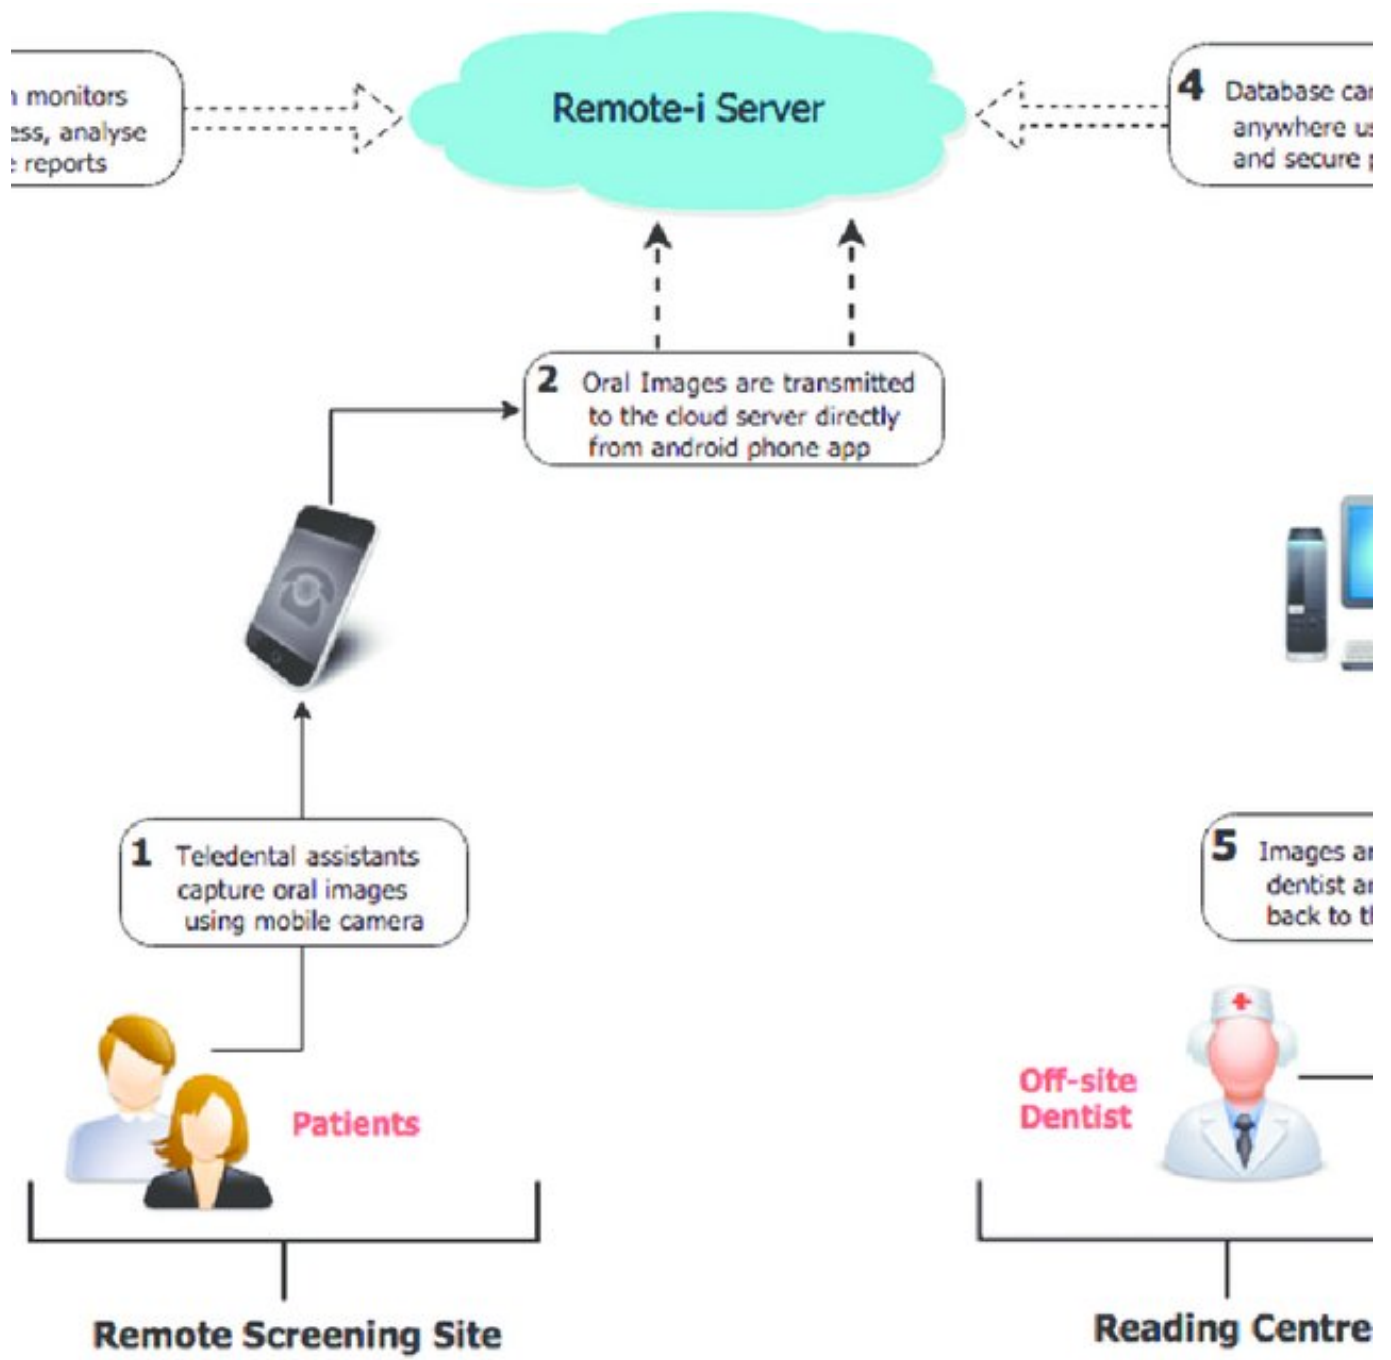 monitors
analyse
reports
Remote-i Server
4 Database
anywhere
and secure
2 Oral Images are transmitted
to the cloud server directly
from android phone app
1 Teledental assistants
capture oral images
using mobile camera
5 Images
dentist
back to
Patients
Off-site
Dentist
Remote Screening Site
Reading Centre